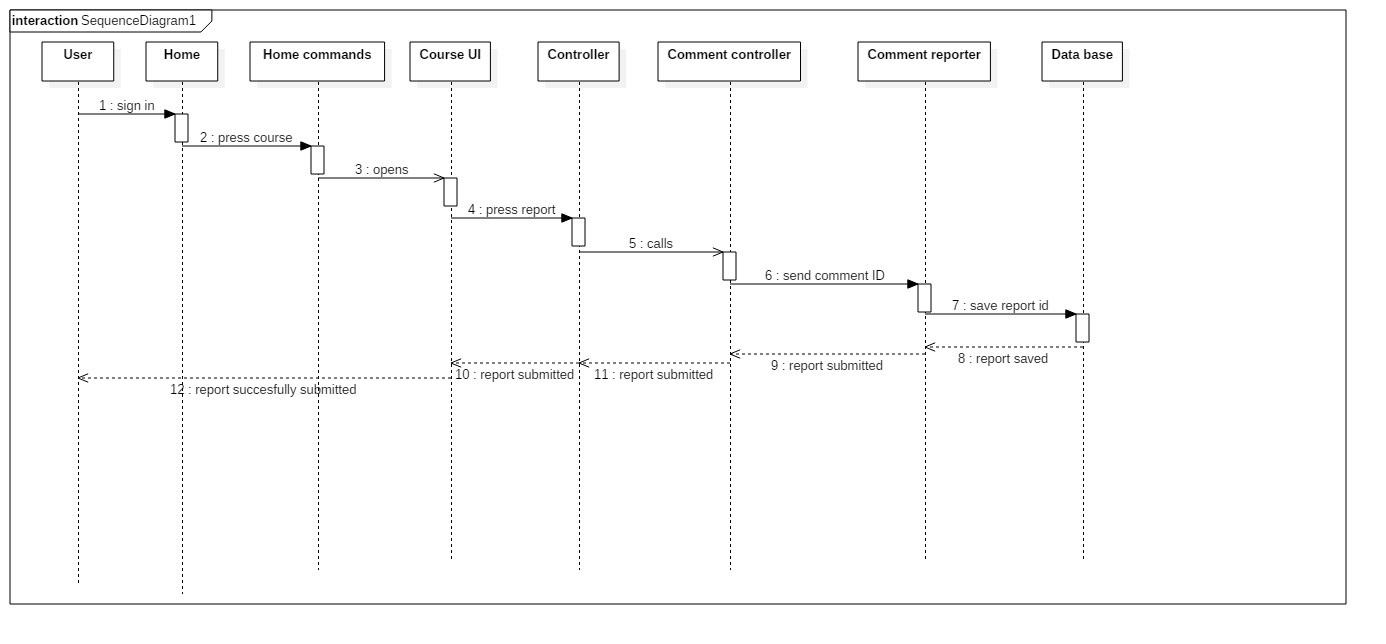 interaction SequenceDiagram1
User
Home
Home commands
Course UI
Controller
Comment controller
Comment reporter
Data base
1 : sign in
2 : press course
3 : opens
4 : press report
5 : calls
6 : send comment ID
7 : save report id
8 : report saved
9 : report submitted
10 : report submitted
11 : report submitted
12 : report succesfully submitted